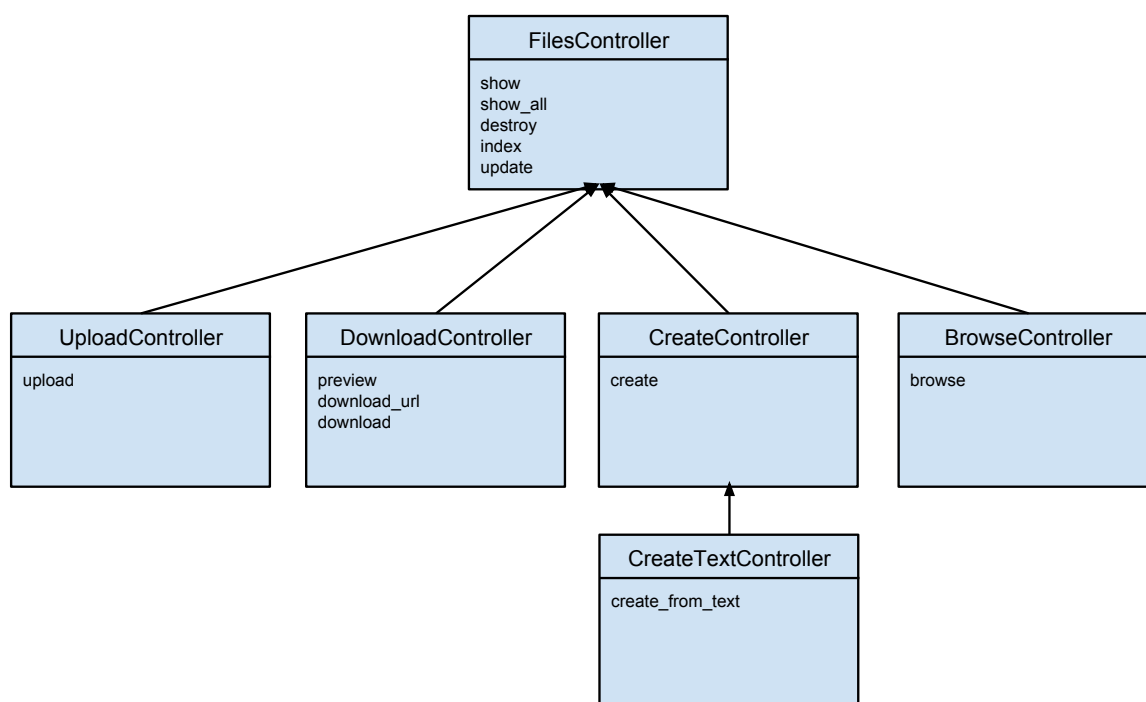 FilesController
show
show_all
destroy
index
update
UploadController
upload
DownloadController
preview
download_url
download
CreateController
create
BrowseController
browse
CreateTextController
create_from_text